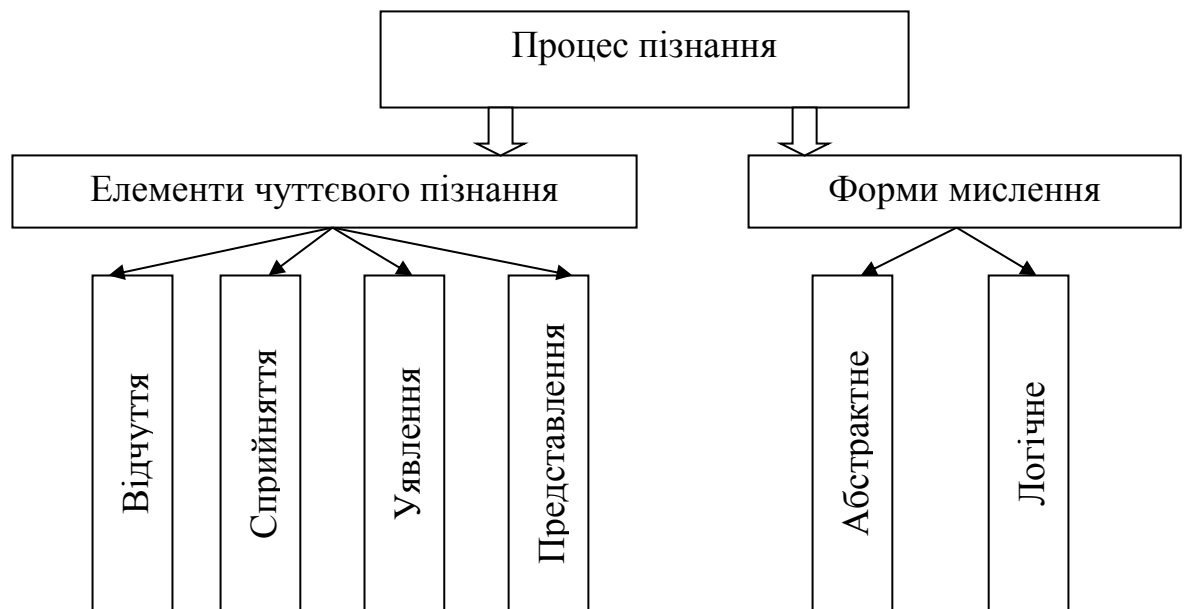 Процес пізнання
Елементи чуттєвого пізнання
Форми мислення
Відчуття
Сприйняття
Уявлення
Представлення
Абстрактне
Логічне